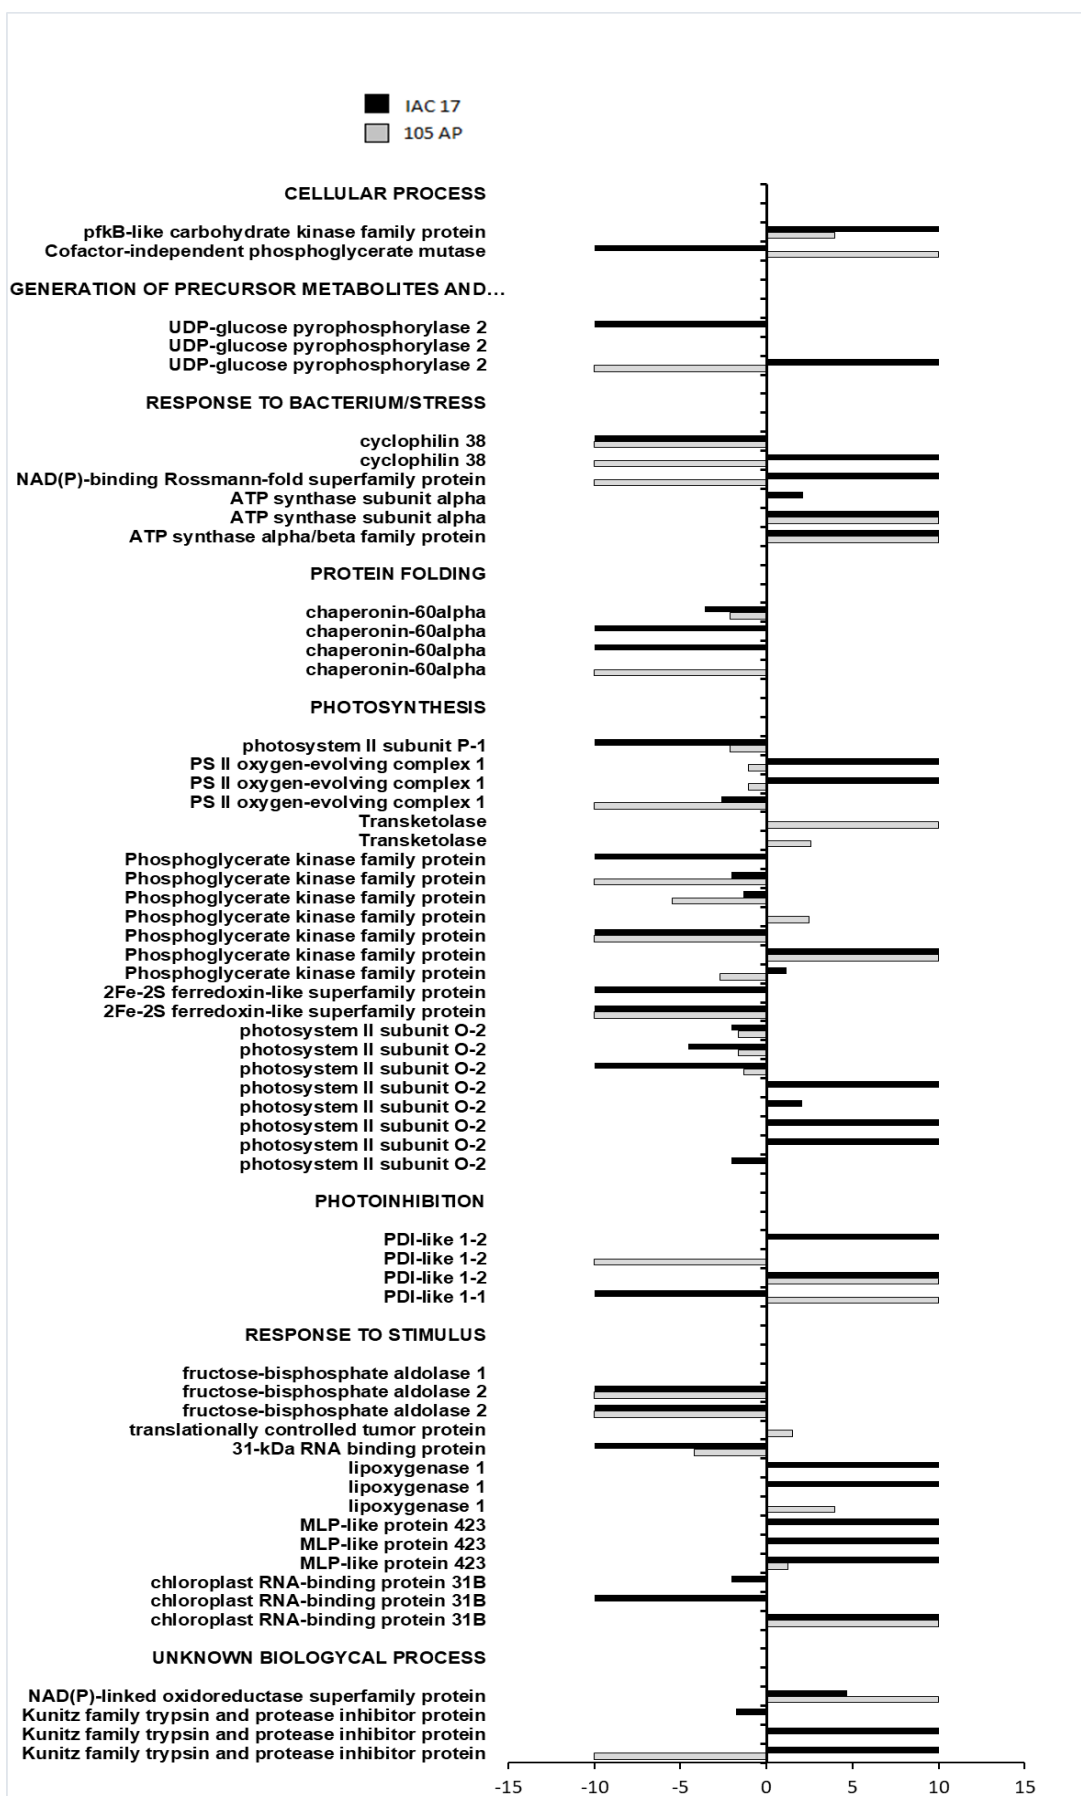 IAC 17
105 AP
CELLULAR PROCESS
pfkB-like carbohydrate kinase family protein
Cofactor-independent phosphoglycerate mutase
GENERATION OF PRECURSOR METABOLITES AND...
UDP-glucose pyrophosphorylase 2
UDP-glucose pyrophosphorylase 2
UDP-glucose pyrophosphorylase 2
RESPONSE TO BACTERIUM/STRESS
cyclophilin 38
cyclophilin 38
NAD(P)-binding Rossmann-fold superfamily protein
ATP synthase subunit alpha
ATP synthase subunit alpha
ATP synthase alpha/beta family protein
PROTEIN FOLDING
chaperonin-60alpha
chaperonin-60alpha
chaperonin-60alpha
chaperonin-60alpha
PHOTOSYNTHESIS
photosystem II subunit P-1
PS II oxygen-evolving complex 1
PS II oxygen-evolving complex 1
PS II oxygen-evolving complex 1
Transketolase
Transketolase
Phosphoglycerate kinase family protein
Phosphoglycerate kinase family protein
Phosphoglycerate kinase family protein
Phosphoglycerate kinase family protein
Phosphoglycerate kinase family protein
Phosphoglycerate kinase family protein
Phosphoglycerate kinase family protein
2Fe-2S ferredoxin-like superfamily protein
2Fe-2S ferredoxin-like superfamily protein
photosystem II subunit O-2
photosystem II subunit O-2
photosystem II subunit O-2
photosystem II subunit O-2
photosystem II subunit O-2
photosystem II subunit O-2
photosystem II subunit O-2
photosystem II subunit O-2
PHOTOINHIBITION
PDI-like 1-2
PDI-like 1-2
PDI-like 1-2
PDI-like 1-1
RESPONSE TO STIMULUS
fructose-bisphosphate aldolase 1
fructose-bisphosphate aldolase 2
fructose-bisphosphate aldolase 2
translationally controlled tumor protein
31-kDa RNA binding protein
lipoxygenase 1
lipoxygenase 1
lipoxygenase 1
MLP-like protein 423
MLP-like protein 423
MLP-like protein 423
chloroplast RNA-binding protein 31B
chloroplast RNA-binding protein 31B
chloroplast RNA-binding protein 31B
UNKNOWN BIOLOGYCAL PROCESS
NAD(P)-linked oxidoreductase superfamily protein
Kunitz family trypsin and protease inhibitor protein
Kunitz family trypsin and protease inhibitor protein
Kunitz family trypsin and protease inhibitor protein
-15 -10 -5 0 5 10 15